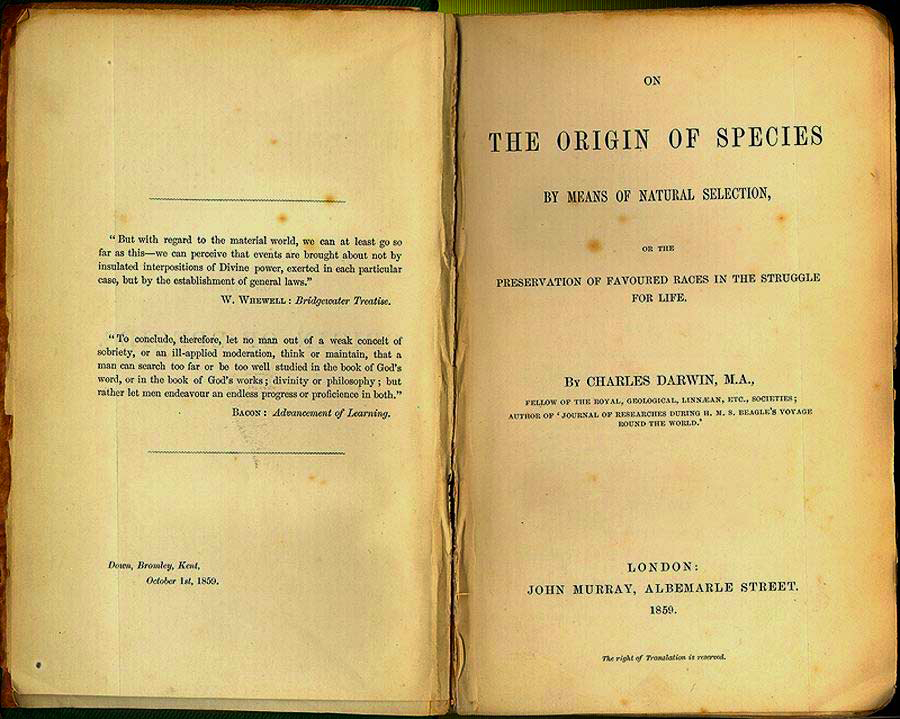 "But with regard to the material world, we can at least go so
far as this—we can perceive that events are brought about not by
insulated interpositions of Divine power, exerted in each particular
case, but by the establishment of general laws."
W. WHEWELL: Bridgewater Treatise.
"To conclude, therefore, let no man out of a weak conceit of
sobriety, or an ill-applied moderation, think or maintain, that a
man can search too far or be too well studied in the book of God's
word, or in the book of God's works; divinity or philosophy; but
rather let men endeavour an endless progress or proficience in both."
BACON: Advancement of Learning.
Down, Bromley, Kent,
October 1st, 1859.
ON
THE ORIGIN OF SPECIES
BY MEANS OF NATURAL SELECTION,
OR THE
PRESERVATION OF FAVOURED RACES IN THE STRUGGLE
FOR LIFE.
BY CHARLES DARWIN, M.A.,
FELLOW OF THE ROYAL, GEOLOGICAL, LINNÆAN, ETC., SOCIETIES;
AUTHOR OF 'JOURNAL OF RESEARCHES DURING H. M. S. BEAGLE'S VOYAGE
ROUND THE WORLD.'
LONDON:
JOHN MURRAY, ALBEMARLE STREET.
1859.
The right of Translation is reserved.